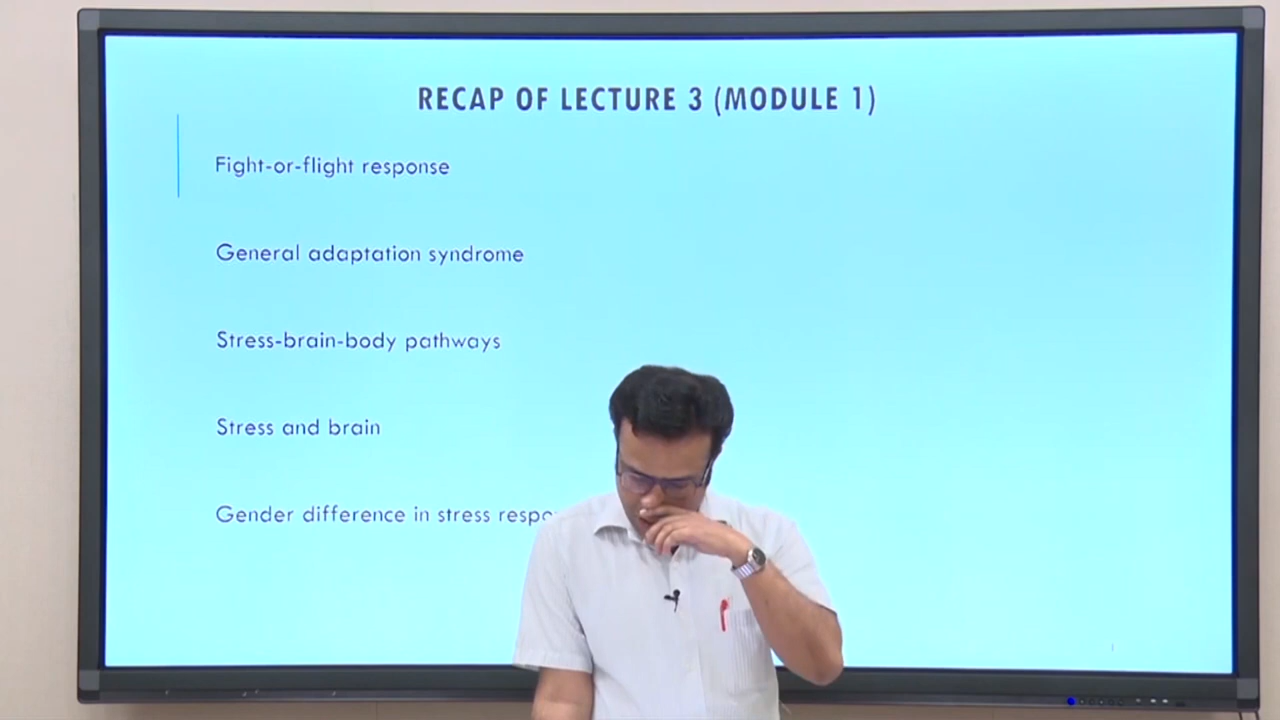 RECAP OF LECTURE 3 (MODULE 1)
Fight-or-flight response
General adaptation syndrome
Stress-brain-body pathways
Stress and brain
Gender difference in stress